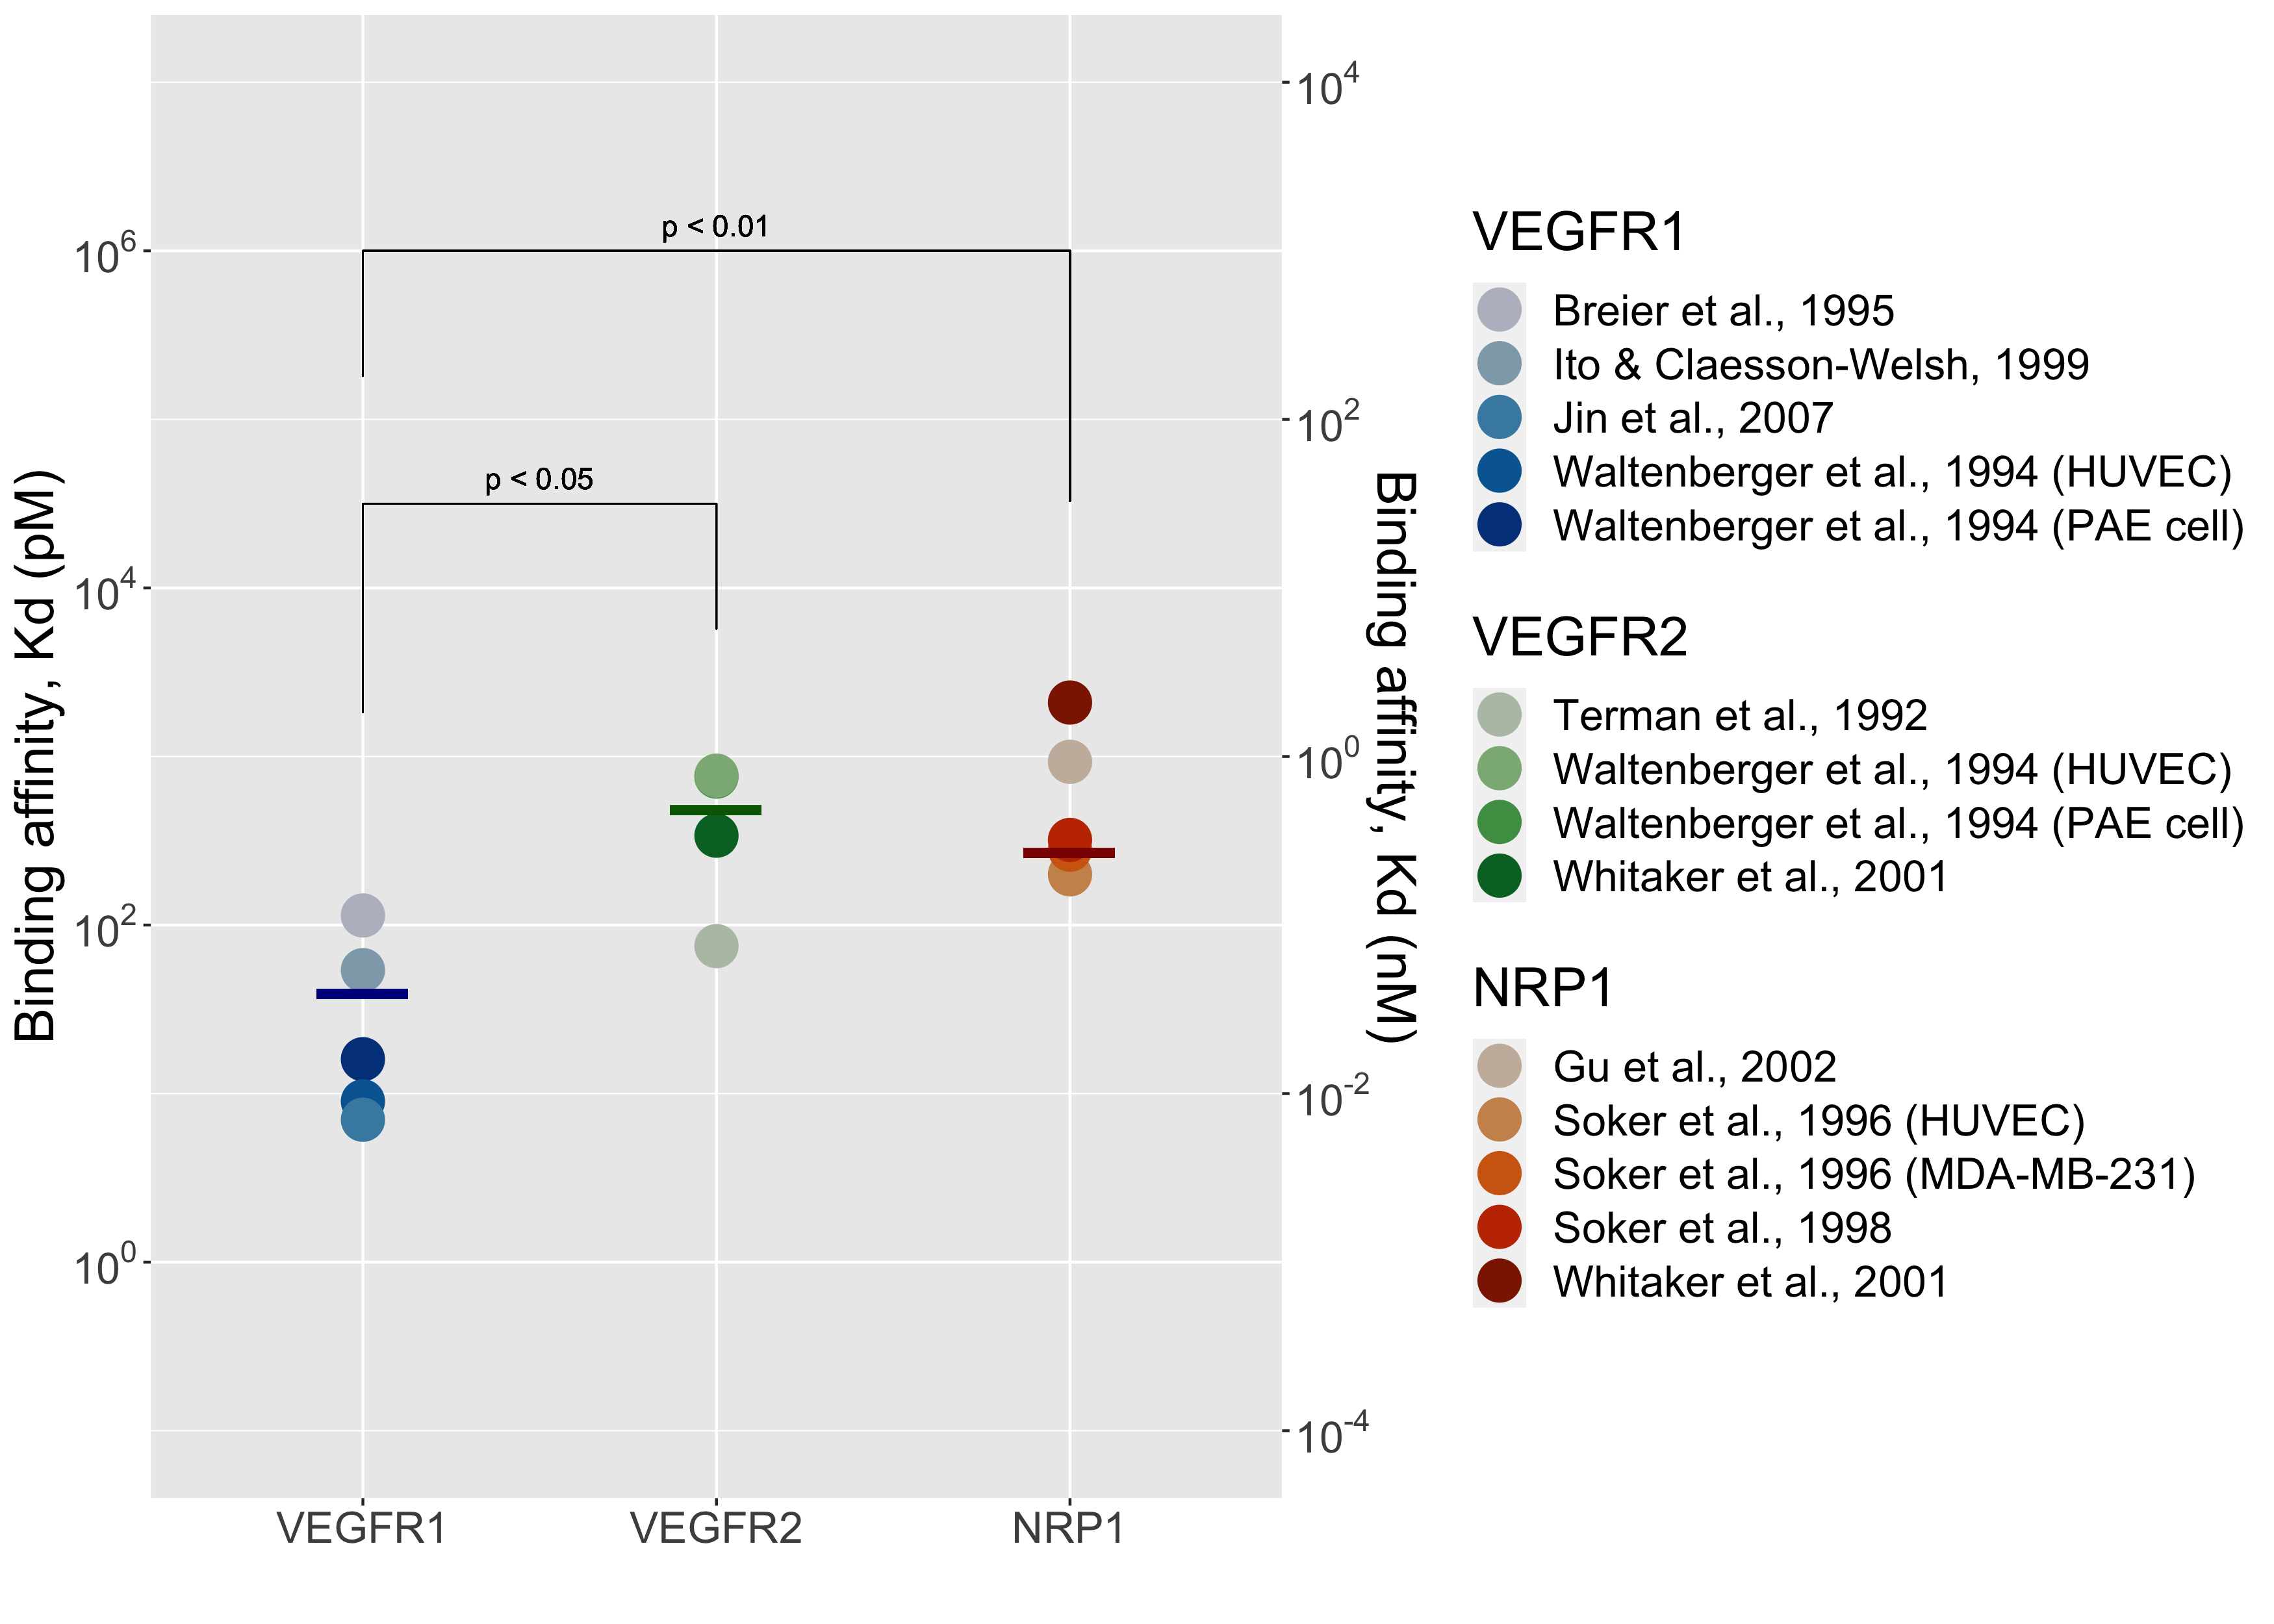 Binding affinity, Kd (pM)
10^6
10^4
10^2
10^0
p < 0.01
p < 0.05
VEGFR1
VEGFR2
NRP1
10^4
10^2
10^0
10^-2
10^-4
Binding affinity, Kd (nM)
VEGFR1
Breier et al., 1995
Ito & Claesson-Welsh, 1999
Jin et al., 2007
Waltenberger et al., 1994 (HUVEC)
Waltenberger et al., 1994 (PAE cell)
VEGFR2
Terman et al., 1992
Waltenberger et al., 1994 (HUVEC)
Waltenberger et al., 1994 (PAE cell)
Whitaker et al., 2001
NRP1
Gu et al., 2002
Soker et al., 1996 (HUVEC)
Soker et al., 1996 (MDA-MB-231)
Soker et al., 1998
Whitaker et al., 2001